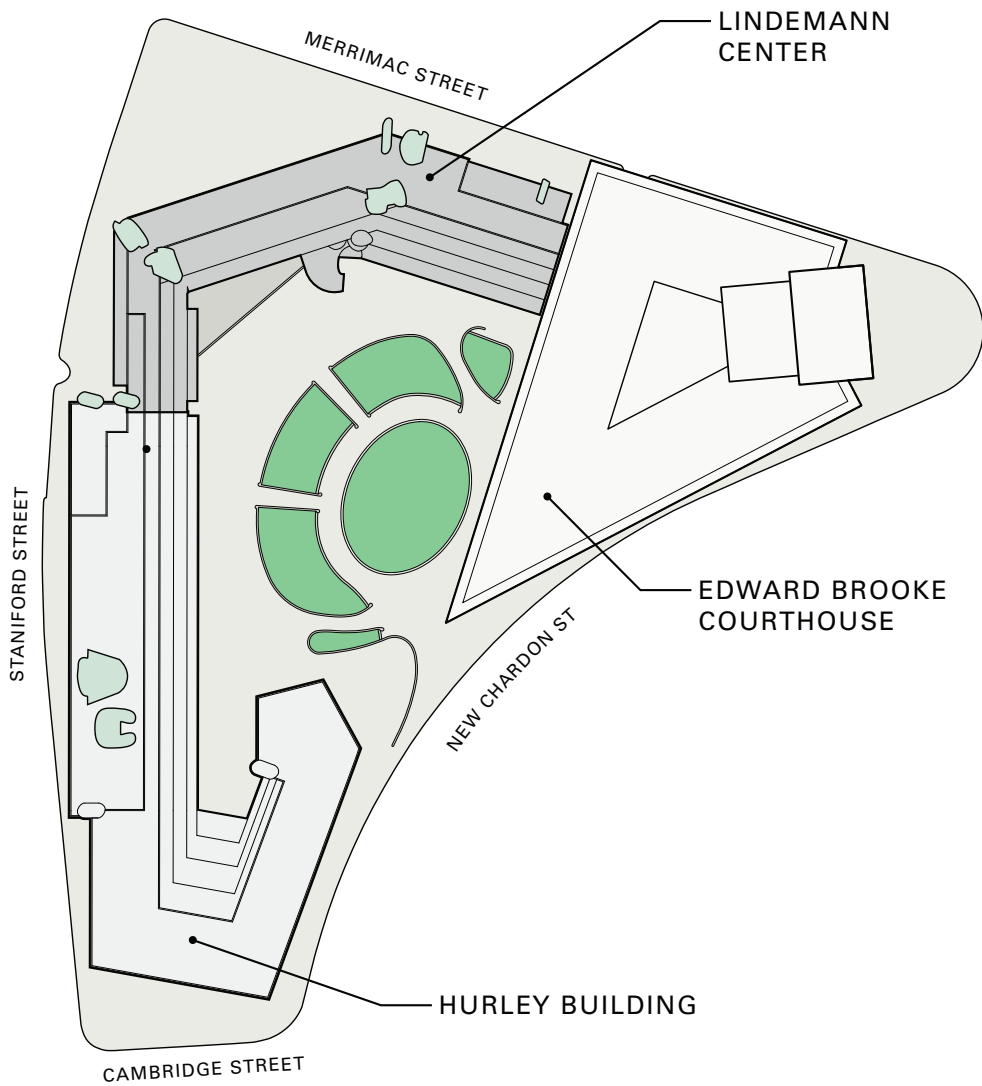 LINDEMANN
CENTER
MERRIMAC STREET
STANIFORD STREET
EDWARD BROOKE
COURTHOUSE
NEW CHARDON ST
HURLEY BUILDING
CAMBRIDGE STREET